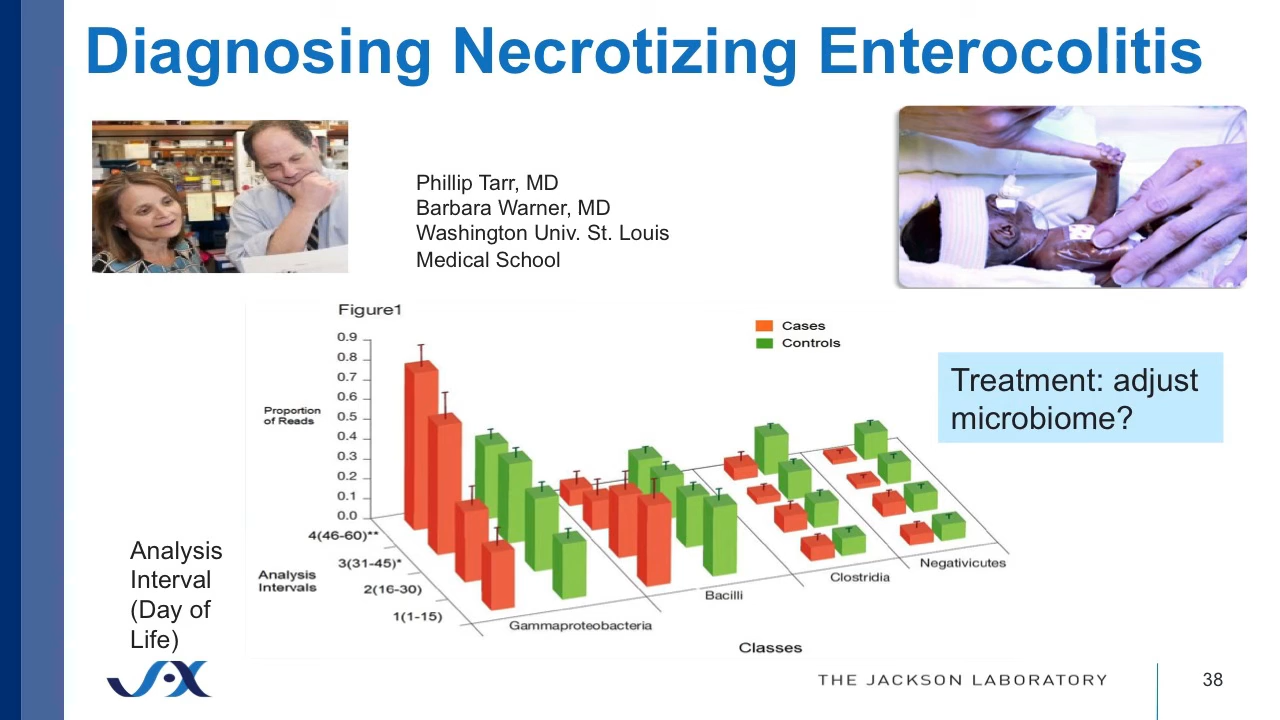 Diagnosing Necrotizing Enterocolitis
Phillip Tarr, MD
Barbara Warner, MD
Washington Univ. St. Louis
Medical School
Figure1
Cases
Controls
Treatment: adjust
microbiome?
0.9
0.8
0.7
0.6
0.5
0.4
0.3
0.2
0.1
0.0
Proportion
of Reads
4(46-60)**
3(31-45)*
2(16-30)
1(1-15)
Analysis
Intervals
Analysis
Interval
(Day of
Life)
Gammaproteobacteria
Bacilli
Clostridia
Negativicutes
Classes
JAX
THE JACKSON LABORATORY
38